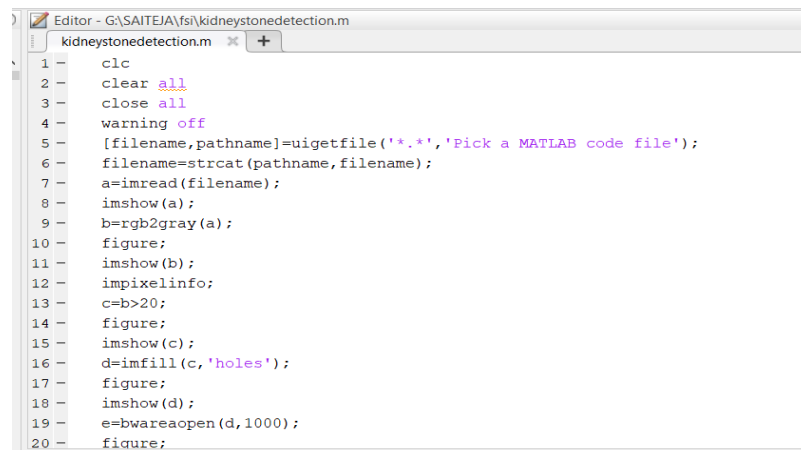 Editor - G:\SAITEJA\fsi\kidneystonedetection.m
kidneystonedetection.m × +
1 - clc
2 - clear all
3 - close all
4 - warning off
5 - [filename,pathname]=uigetfile('*.*','Pick a MATLAB code file');
6 - filename=strcat(pathname,filename);
7 - a=imread(filename);
8 - imshow(a);
9 - b=rgb2gray(a);
10 - figure;
11 - imshow(b);
12 - impixelinfo;
13 - c=b>20;
14 - figure;
15 - imshow(c);
16 - d=imfill(c,'holes');
17 - figure;
18 - imshow(d);
19 - e=bwareaopen(d,1000);
20 - figure;